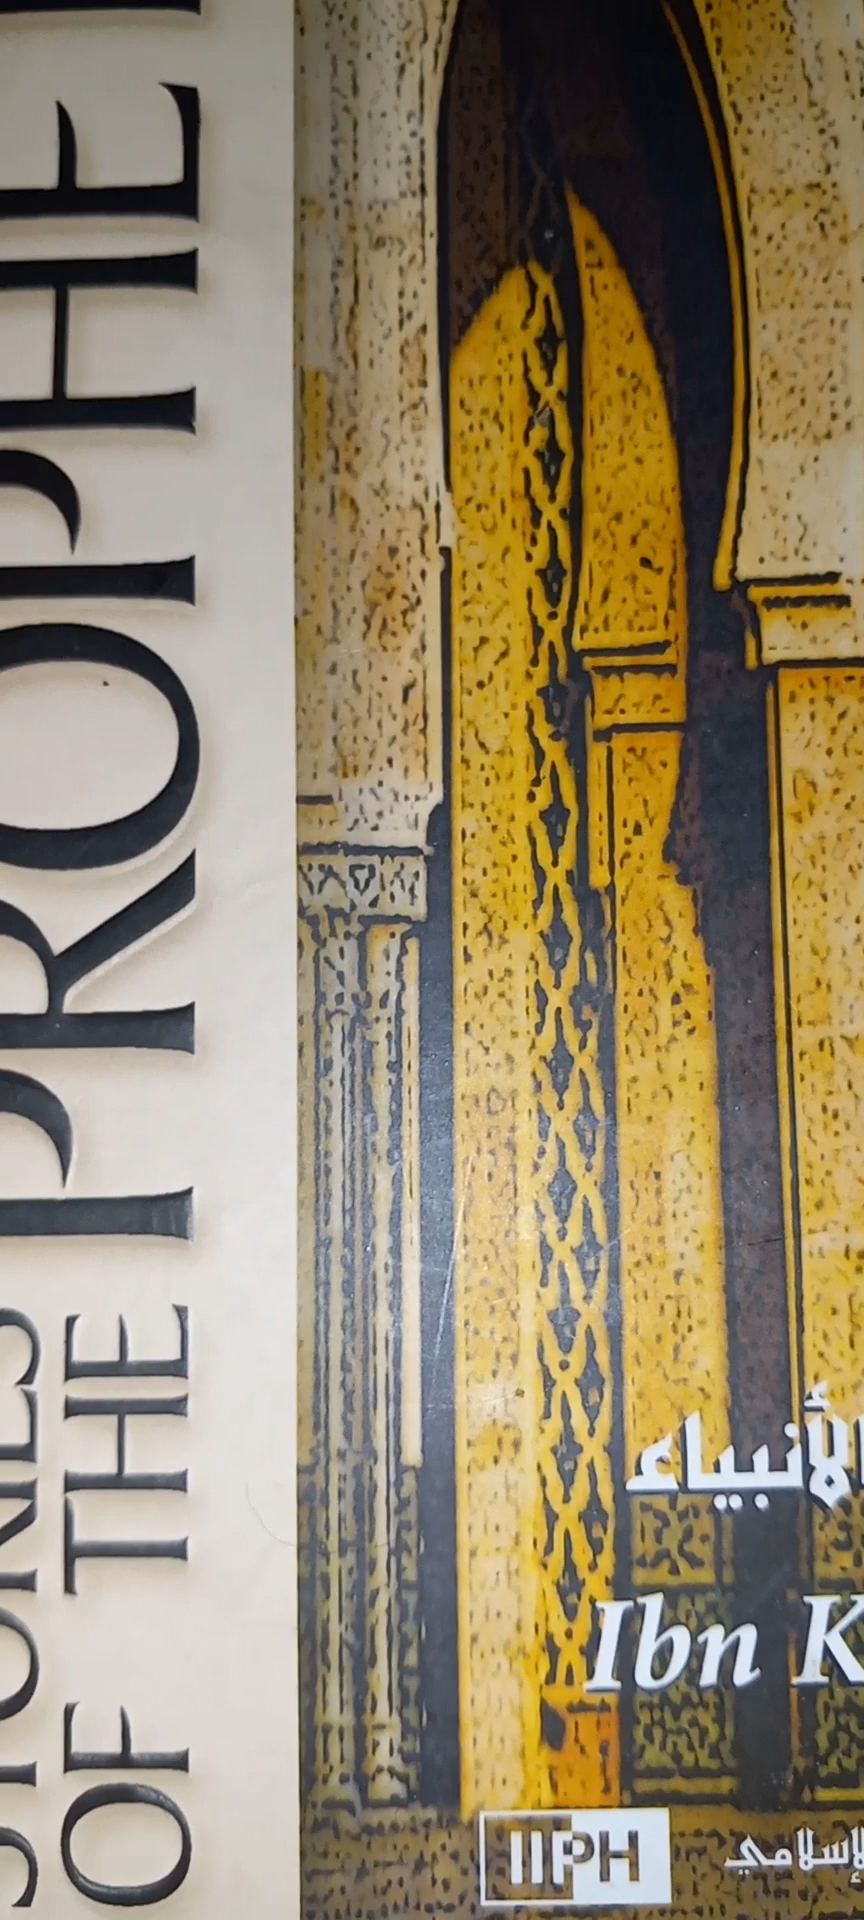 STORIES
OF THE
PROPHE
الأنبياء
Ibn K
IIPH
الإسلامي